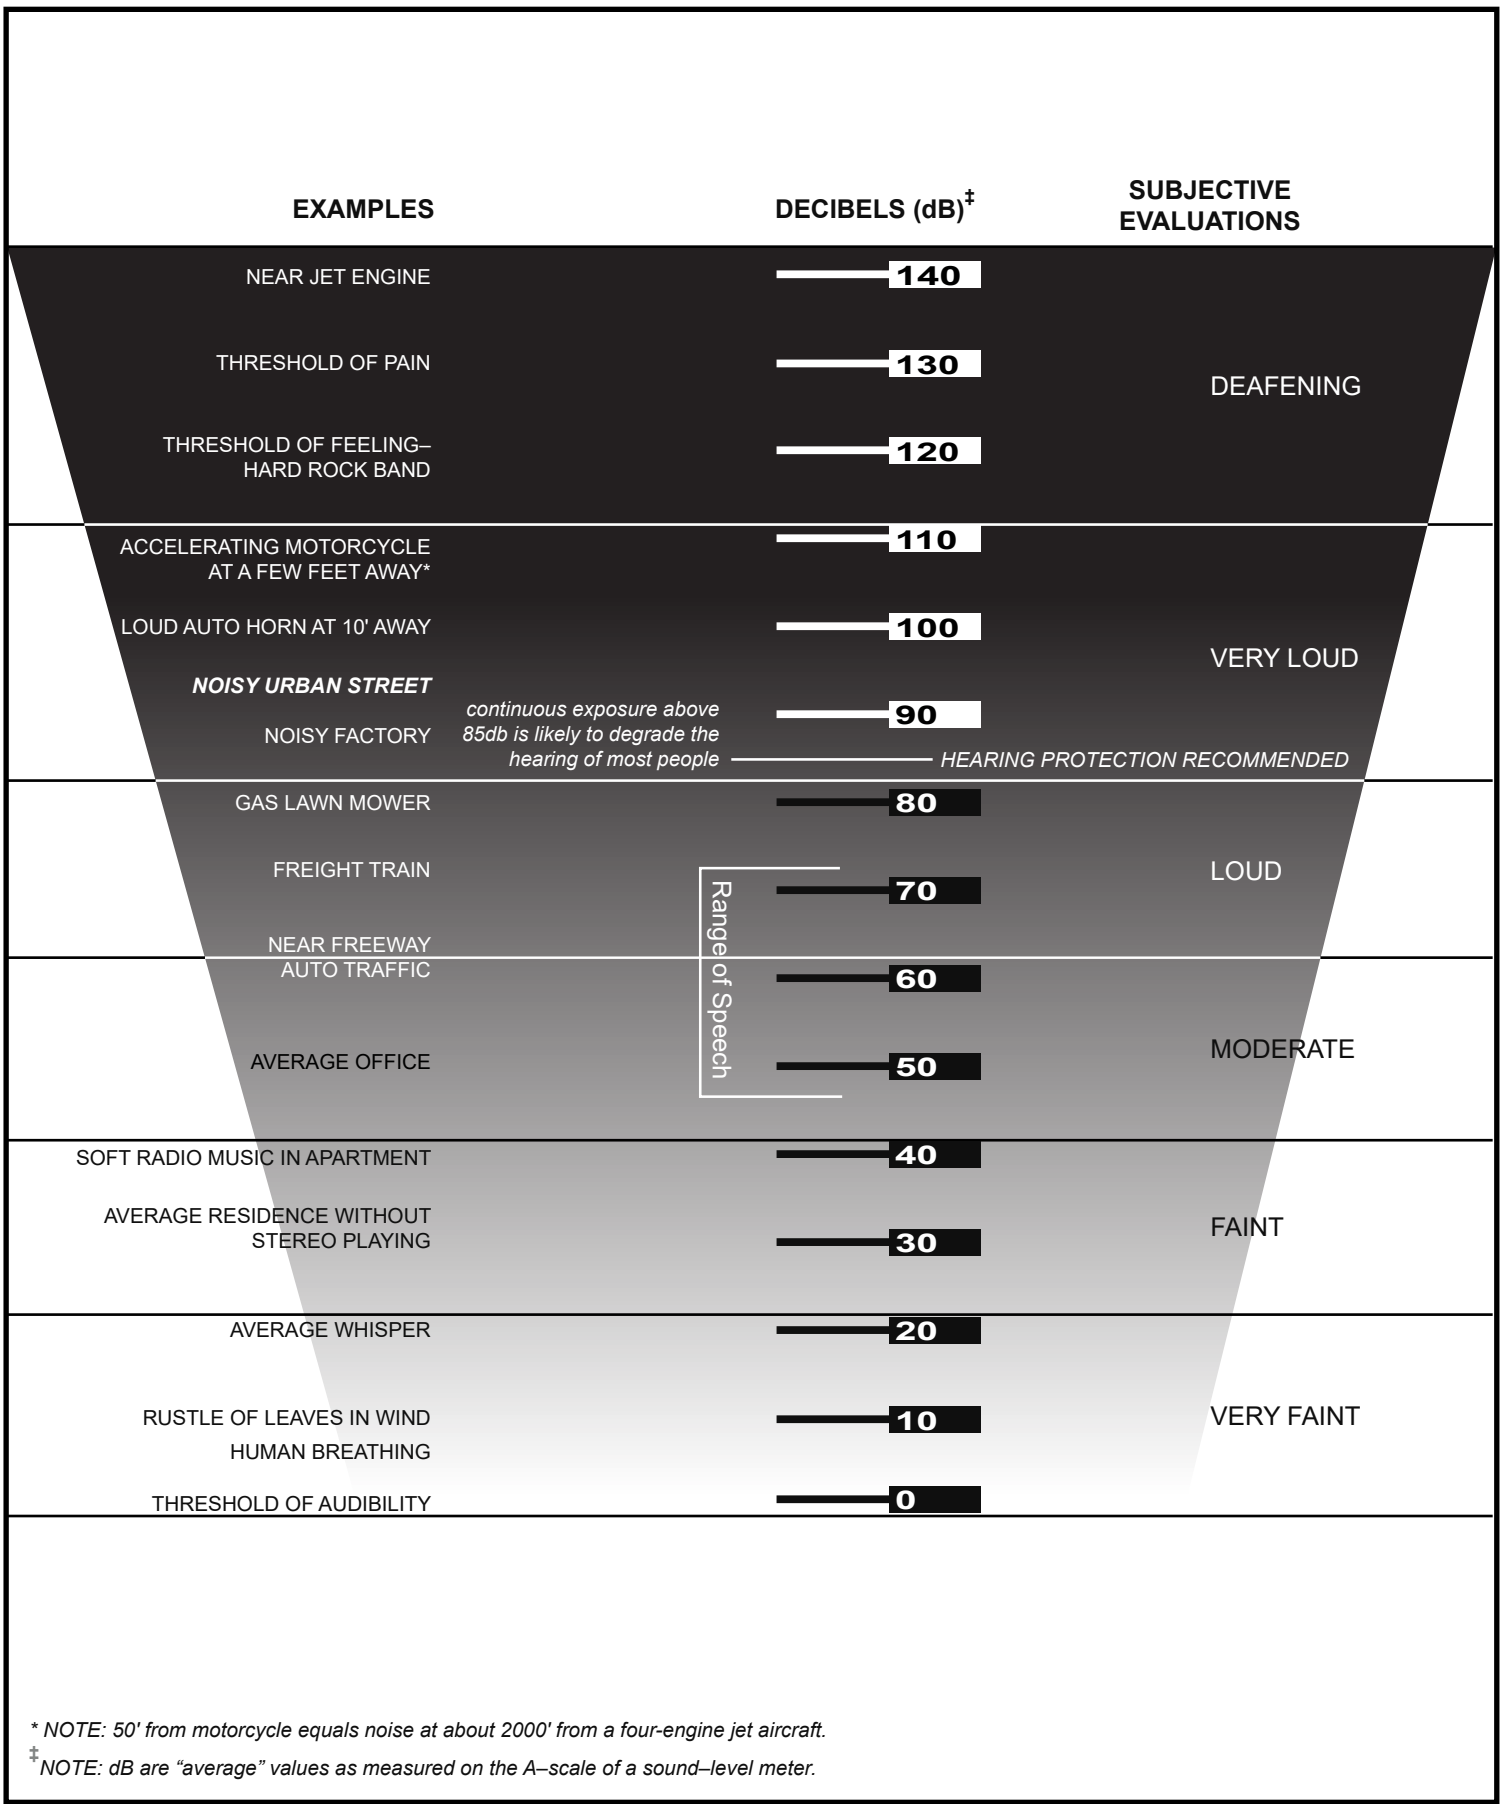 EXAMPLES
DECIBELS (dB)‡
SUBJECTIVE
EVALUATIONS
NEAR JET ENGINE
140
THRESHOLD OF PAIN
130
DEAFENING
THRESHOLD OF FEELING–
HARD ROCK BAND
120
ACCELERATING MOTORCYCLE
AT A FEW FEET AWAY*
110
LOUD AUTO HORN AT 10' AWAY
100
VERY LOUD
NOISY URBAN STREET
NOISY FACTORY
continuous exposure above
85db is likely to degrade the
hearing of most people
90
HEARING PROTECTION RECOMMENDED
GAS LAWN MOWER
80
FREIGHT TRAIN
70
LOUD
Range of Speech
NEAR FREEWAY
AUTO TRAFFIC
60
AVERAGE OFFICE
50
MODERATE
SOFT RADIO MUSIC IN APARTMENT
40
AVERAGE RESIDENCE WITHOUT
STEREO PLAYING
30
FAINT
AVERAGE WHISPER
20
RUSTLE OF LEAVES IN WIND
10
VERY FAINT
HUMAN BREATHING
THRESHOLD OF AUDIBILITY
0
* NOTE: 50' from motorcycle equals noise at about 2000' from a four-engine jet aircraft.
‡NOTE: dB are “average” values as measured on the A–scale of a sound–level meter.